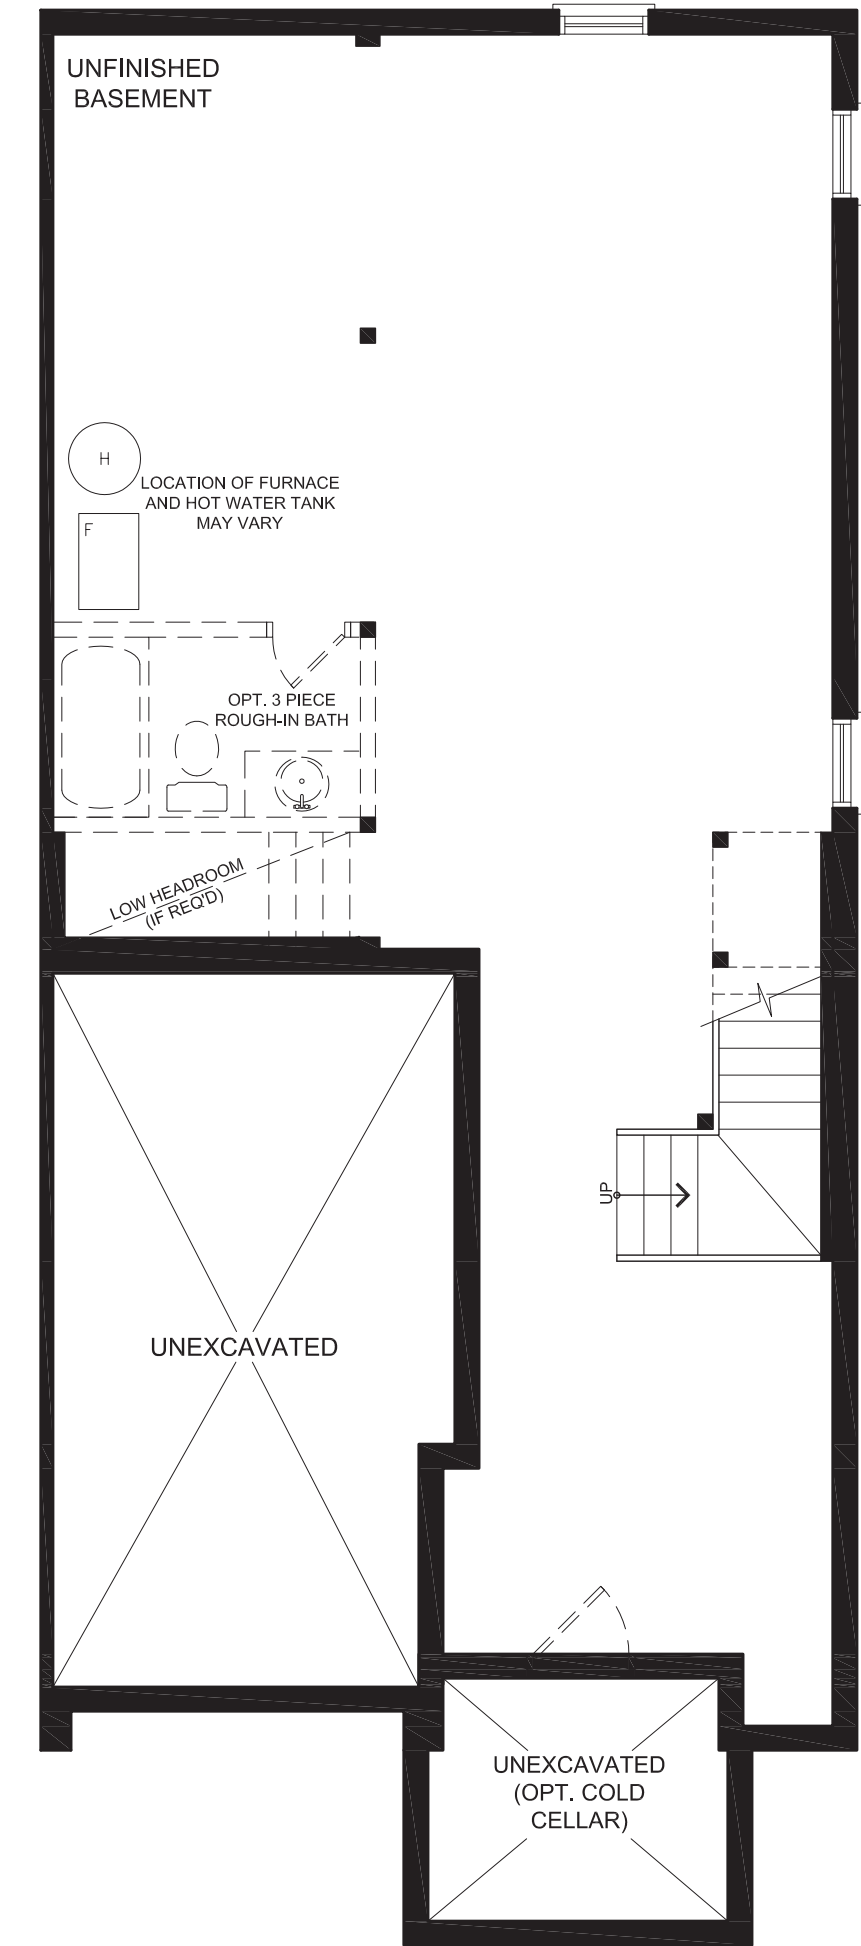 UNFINISHED
BASEMENT
H
LOCATION OF FURNACE
AND HOT WATER TANK
MAY VARY
F
OPT. 3 PIECE
ROUGH-IN BATH
LOW HEADROOM
(IF REQ'D)
UP
UNEXCAVATED
UNEXCAVATED
(OPT. COLD
CELLAR)